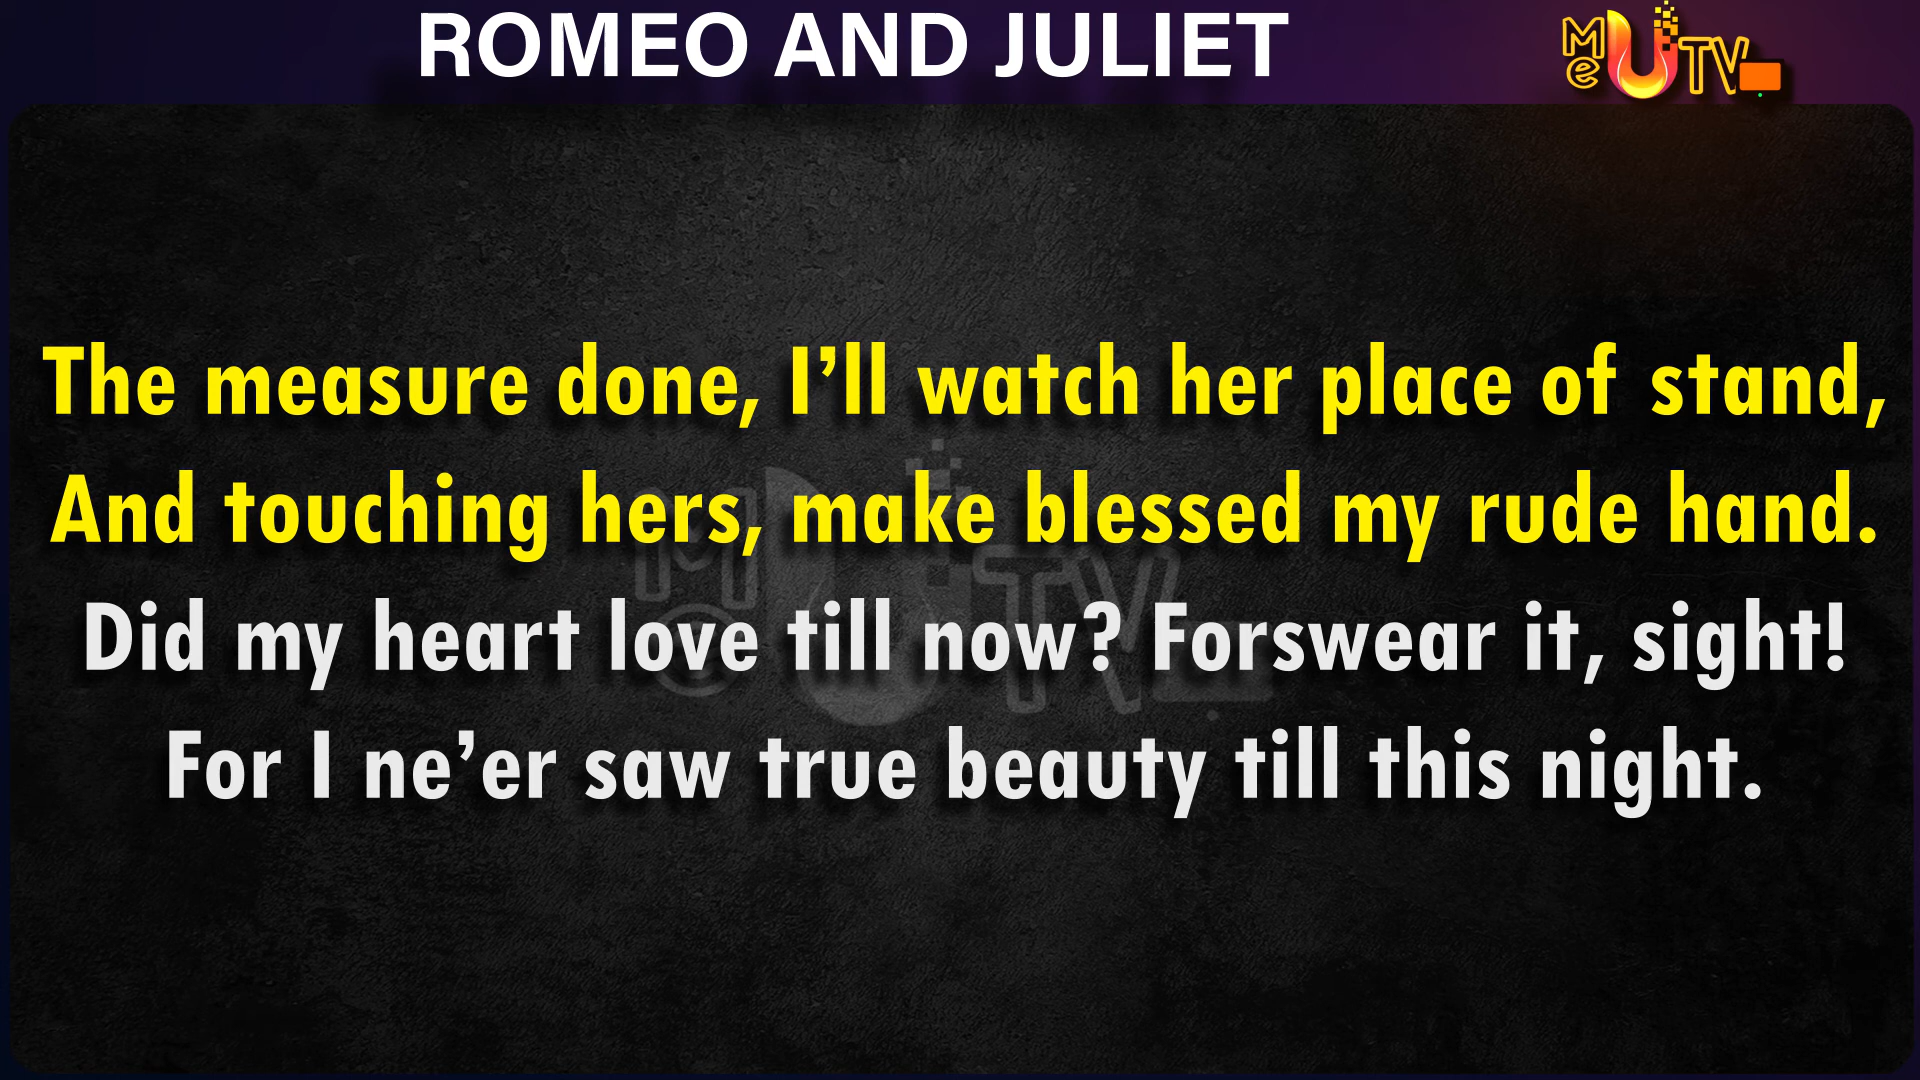 ROMEO AND JULIET
Me UTV
The measure done, I’ll watch her place of stand,
And touching hers, make blessed my rude hand.
Did my heart love till now? Forswear it, sight!
For I ne’er saw true beauty till this night.